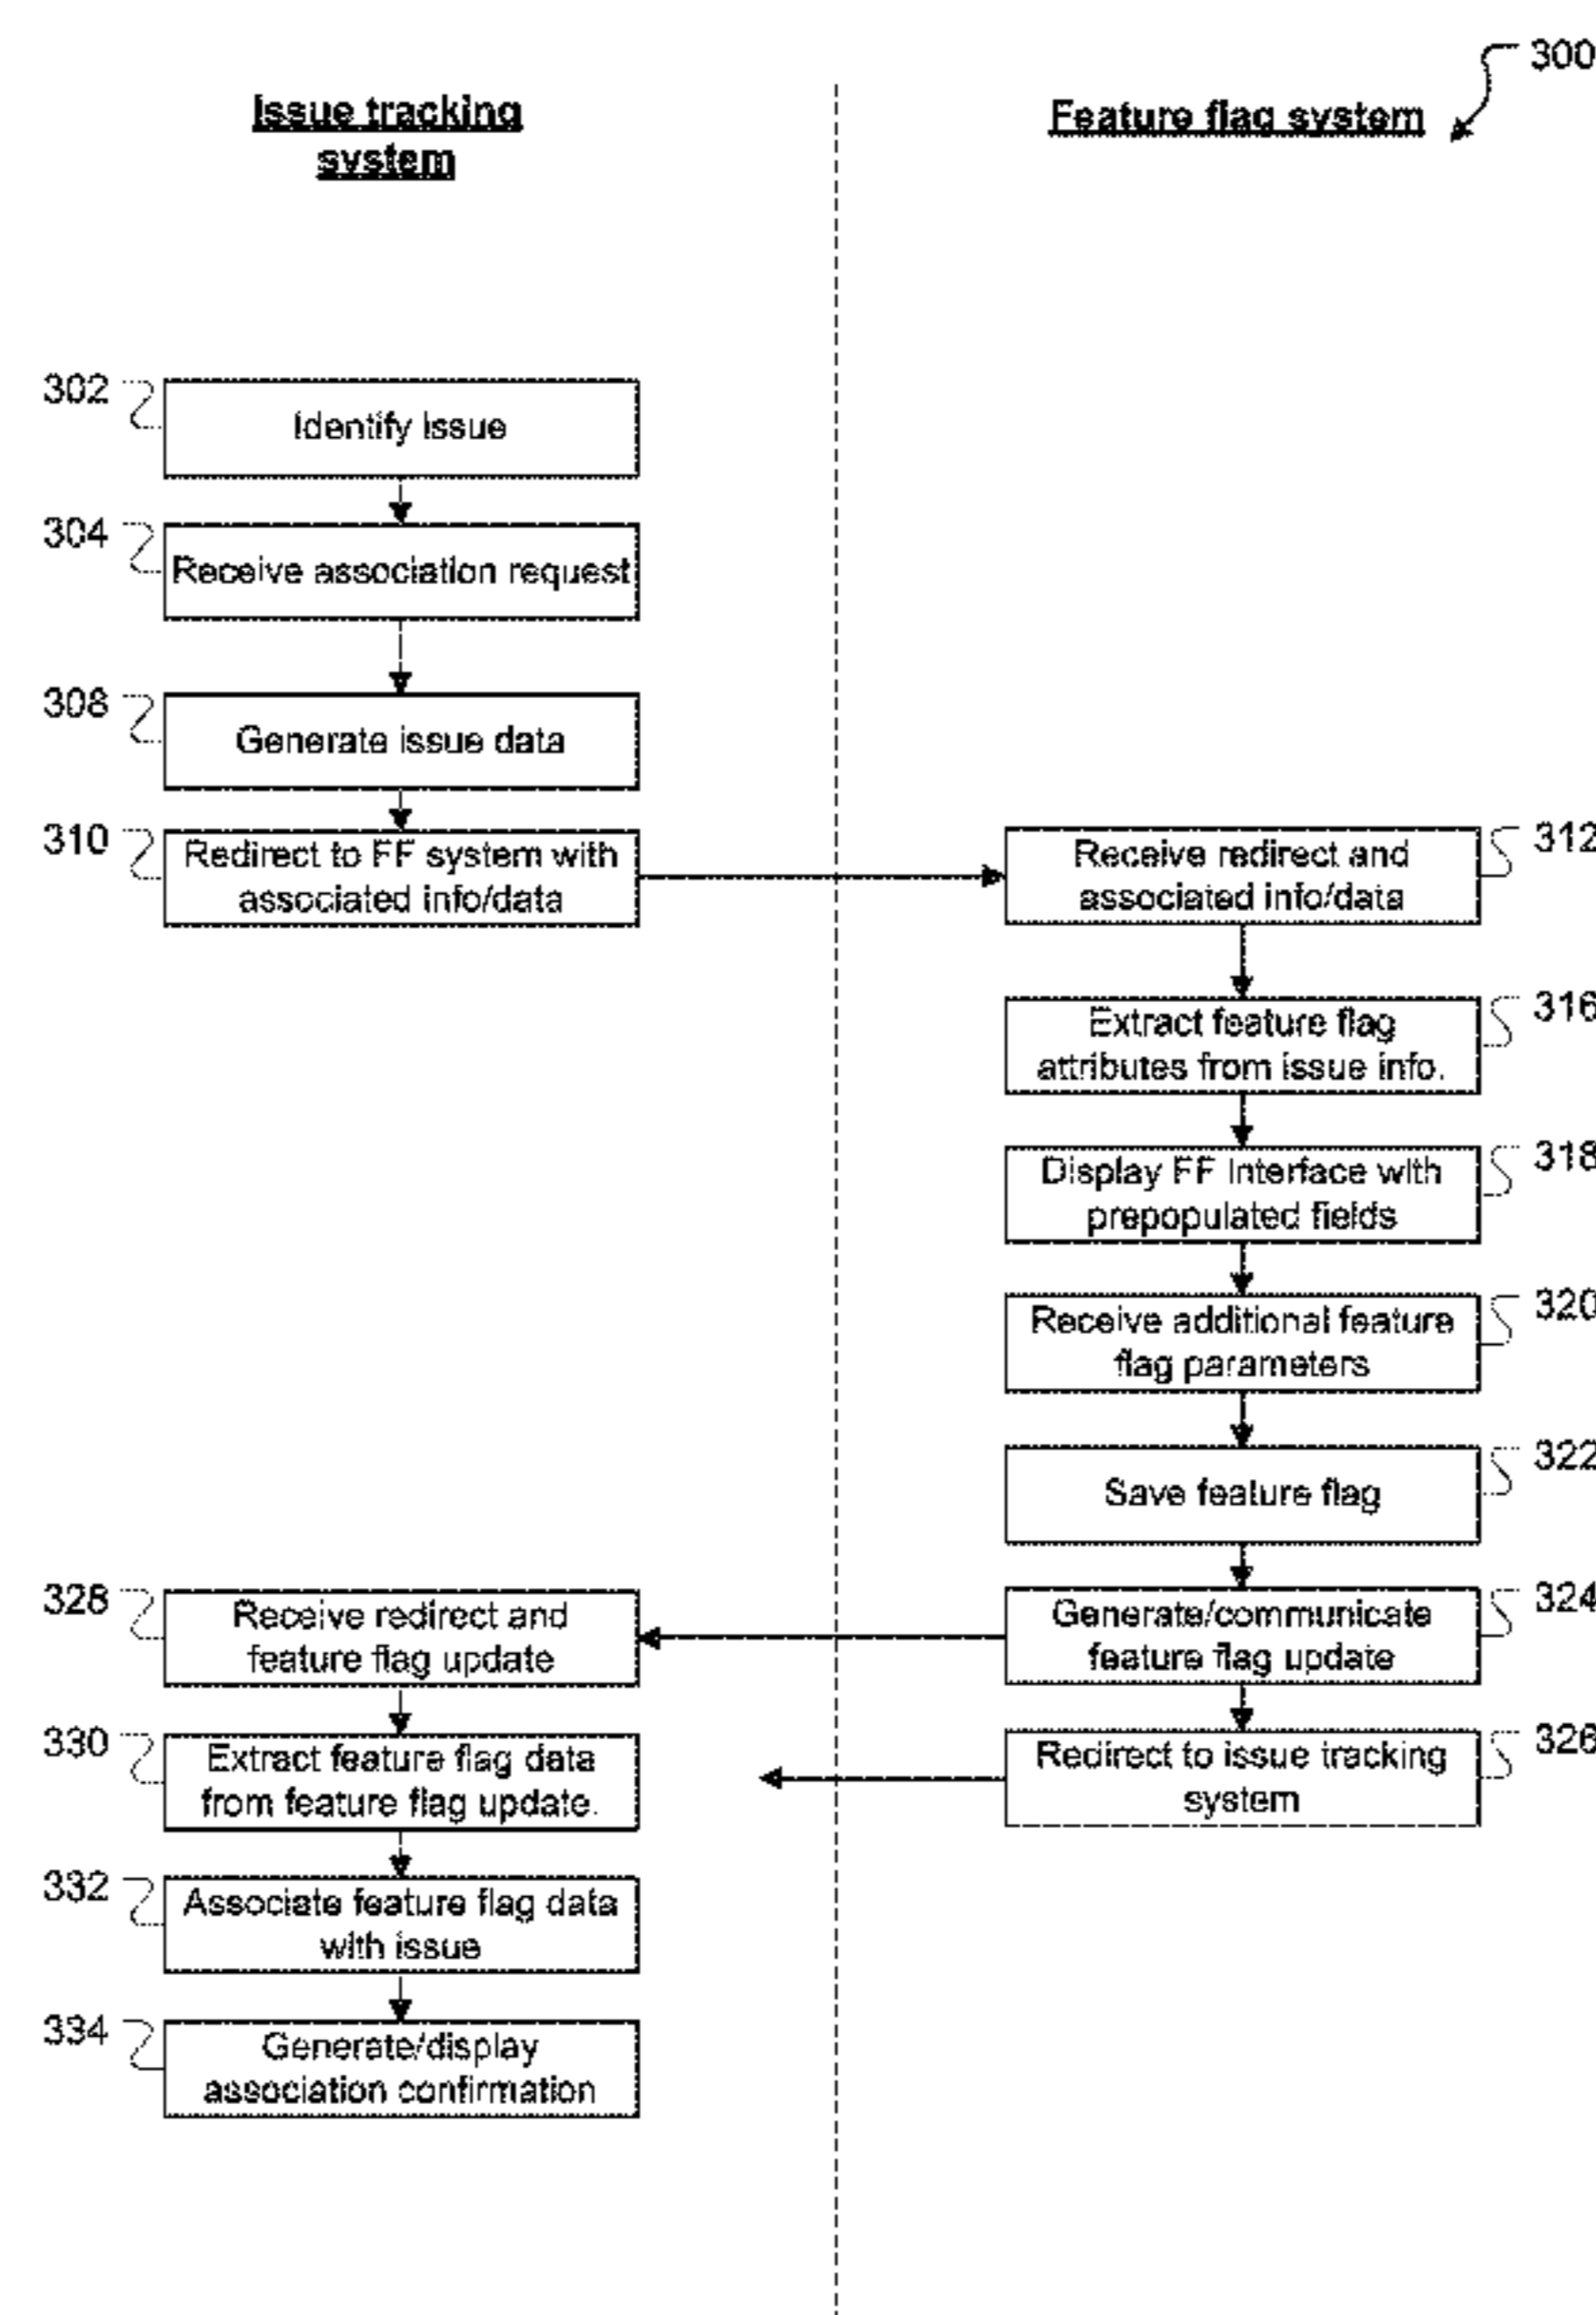 300
Issue tracking
system
Feature flag system
302
Identify issue
304
Receive association request
308
Generate issue data
310
Redirect to FF system with
associated info/data
312
Receive redirect and
associated info/data
316
Extract feature flag
attributes from issue info.
318
Display FF interface with
prepopulated fields
320
Receive additional feature
flag parameters
322
Save feature flag
324
Generate/communicate
feature flag update
326
Redirect to issue tracking
system
328
Receive redirect and
feature flag update
330
Extract feature flag data
from feature flag update.
332
Associate feature flag data
with issue
334
Generate/display
association confirmation